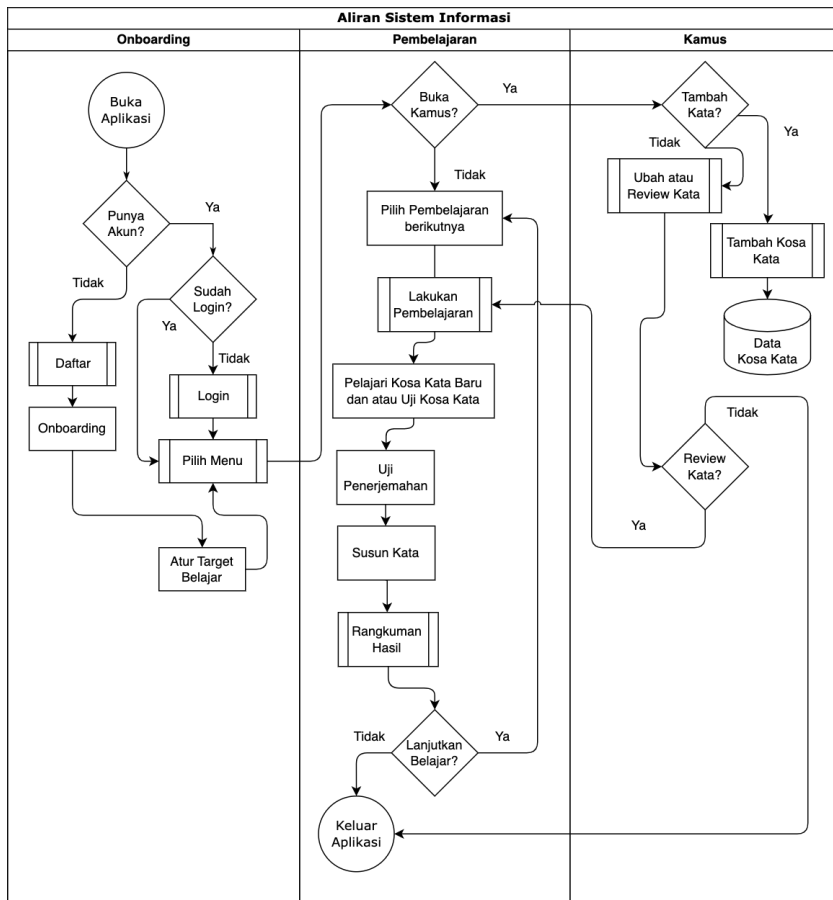 Aliran Sistem Informasi
Onboarding
Pembelajaran
Kamus
Buka
Aplikasi
Punya
Akun?
Ya
Tidak
Sudah
Login?
Ya
Tidak
Daftar
Login
Onboarding
Pilih Menu
Atur Target
Belajar
Buka
Kamus?
Ya
Tidak
Pilih Pembelajaran
berikutnya
Lakukan
Pembelajaran
Pelajari Kosa Kata Baru
dan atau Uji Kosa Kata
Uji
Penerjemahan
Susun Kata
Rangkuman
Hasil
Lanjutkan
Belajar?
Tidak
Ya
Keluar
Aplikasi
Tambah
Kata?
Ya
Tidak
Ubah atau
Review Kata
Tambah Kosa
Kata
Data
Kosa Kata
Review
Kata?
Tidak
Ya